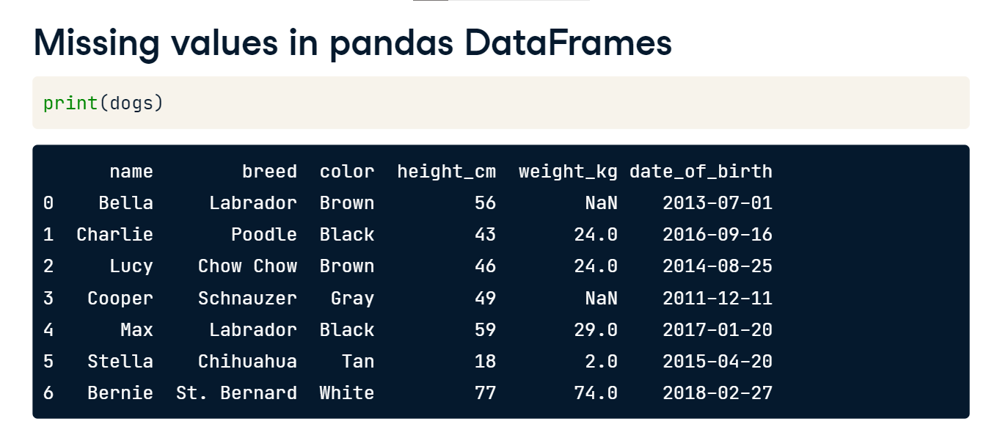 Missing values in pandas DataFrames
print(dogs)
name breed color height_cm weight_kg date_of_birth
0 Bella Labrador Brown 56 NaN 2013-07-01
1 Charlie Poodle Black 43 24.0 2016-09-16
2 Lucy Chow Chow Brown 46 24.0 2014-08-25
3 Cooper Schnauzer Gray 49 NaN 2011-12-11
4 Max Labrador Black 59 29.0 2017-01-20
5 Stella Chihuahua Tan 18 2.0 2015-04-20
6 Bernie St. Bernard White 77 74.0 2018-02-27